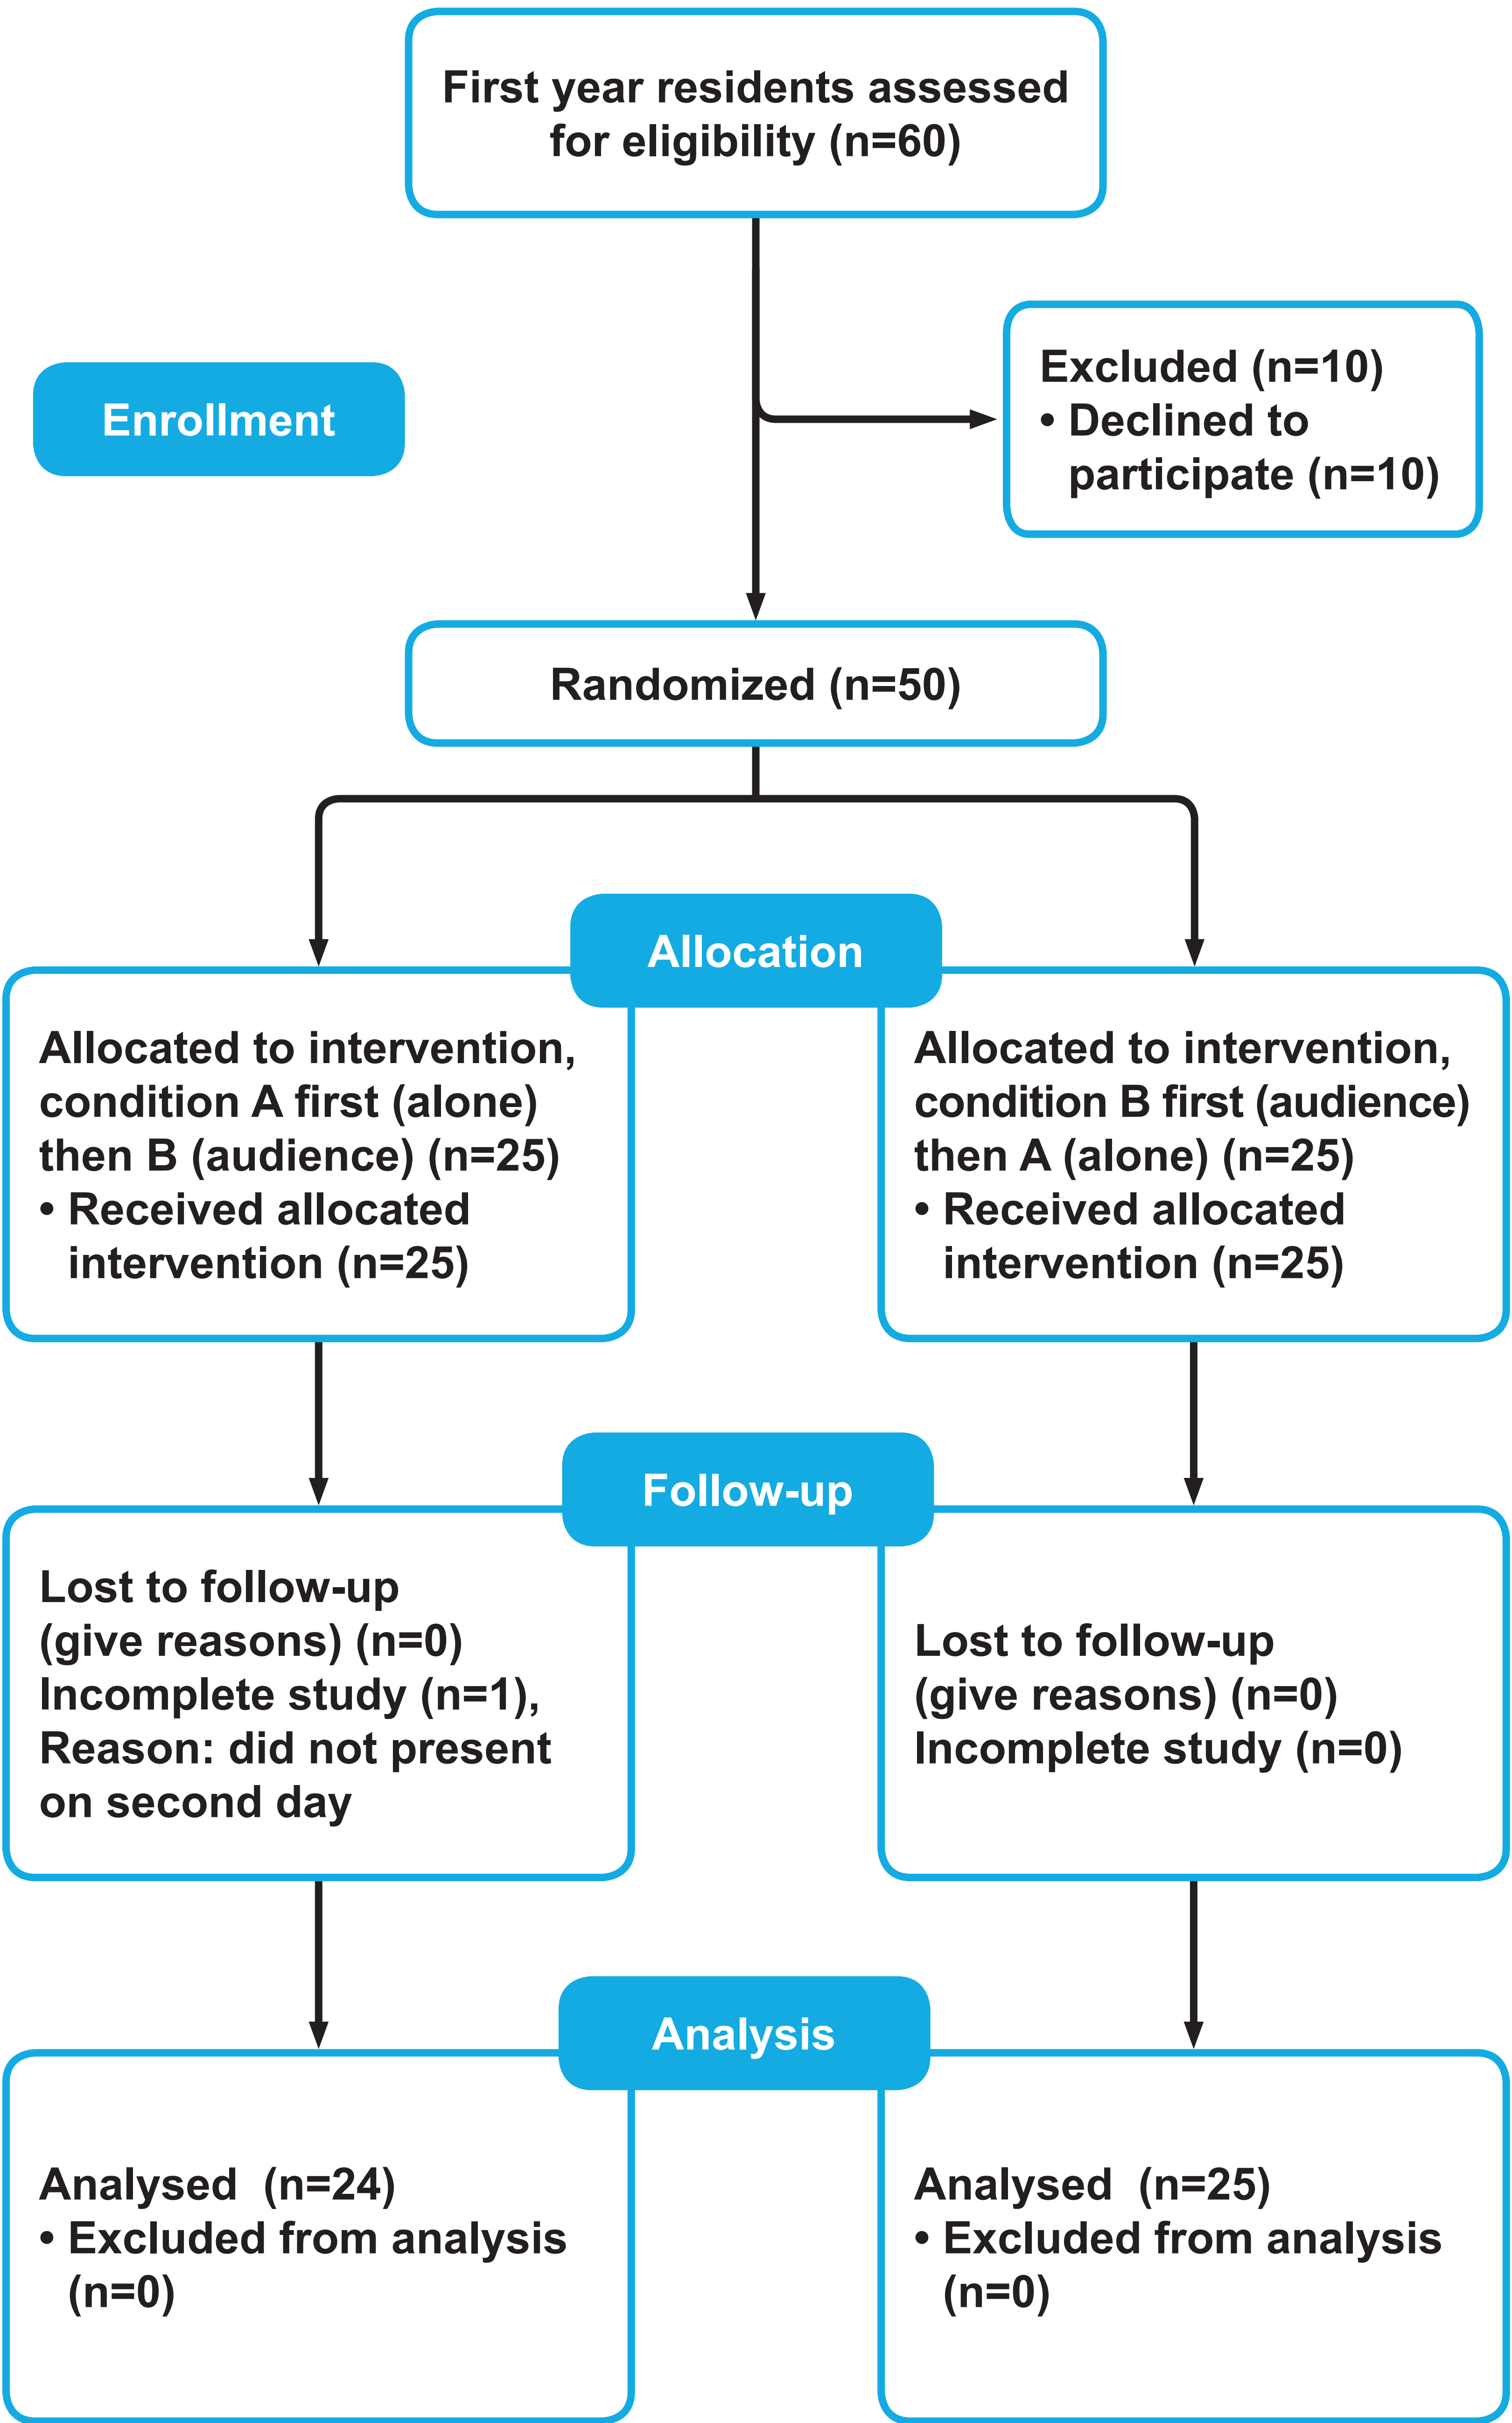 First year residents assessed
for eligibility (n=60)
Enrollment
Excluded (n=10)
• Declined to
participate (n=10)
Randomized (n=50)
Allocation
Allocated to intervention,
condition A first (alone)
then B (audience) (n=25)
• Received allocated
intervention (n=25)
Allocated to intervention,
condition B first (audience)
then A (alone) (n=25)
• Received allocated
intervention (n=25)
Follow-up
Lost to follow-up
(give reasons) (n=0)
Incomplete study (n=1),
Reason: did not present
on second day
Lost to follow-up
(give reasons) (n=0)
Incomplete study (n=0)
Analysis
Analysed (n=24)
• Excluded from analysis
(n=0)
Analysed (n=25)
• Excluded from analysis
(n=0)